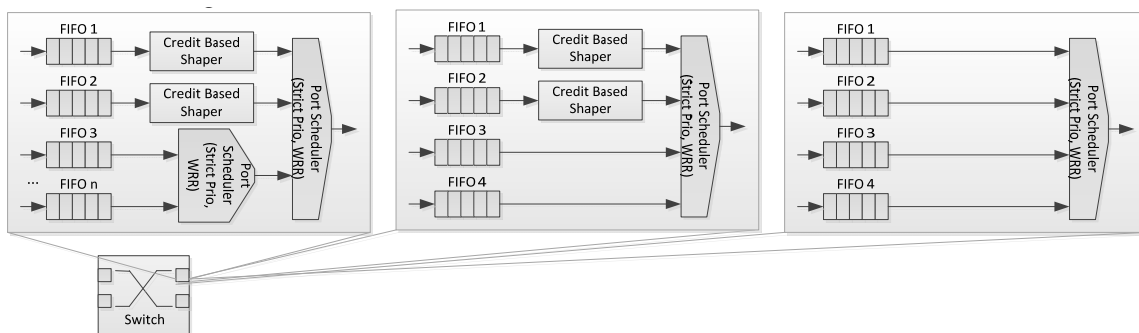 FIFO 1
Credit Based
Shaper
FIFO 2
Credit Based
Shaper
FIFO 3
...
FIFO n
Port
Scheduler
(Strict Prio,
WRR)
Port Scheduler
(Strict Prio, WRR)
FIFO 1
Credit Based
Shaper
FIFO 2
Credit Based
Shaper
FIFO 3
FIFO 4
Port Scheduler
(Strict Prio, WRR)
FIFO 1
FIFO 2
FIFO 3
FIFO 4
Port Scheduler
(Strict Prio, WRR)
Switch